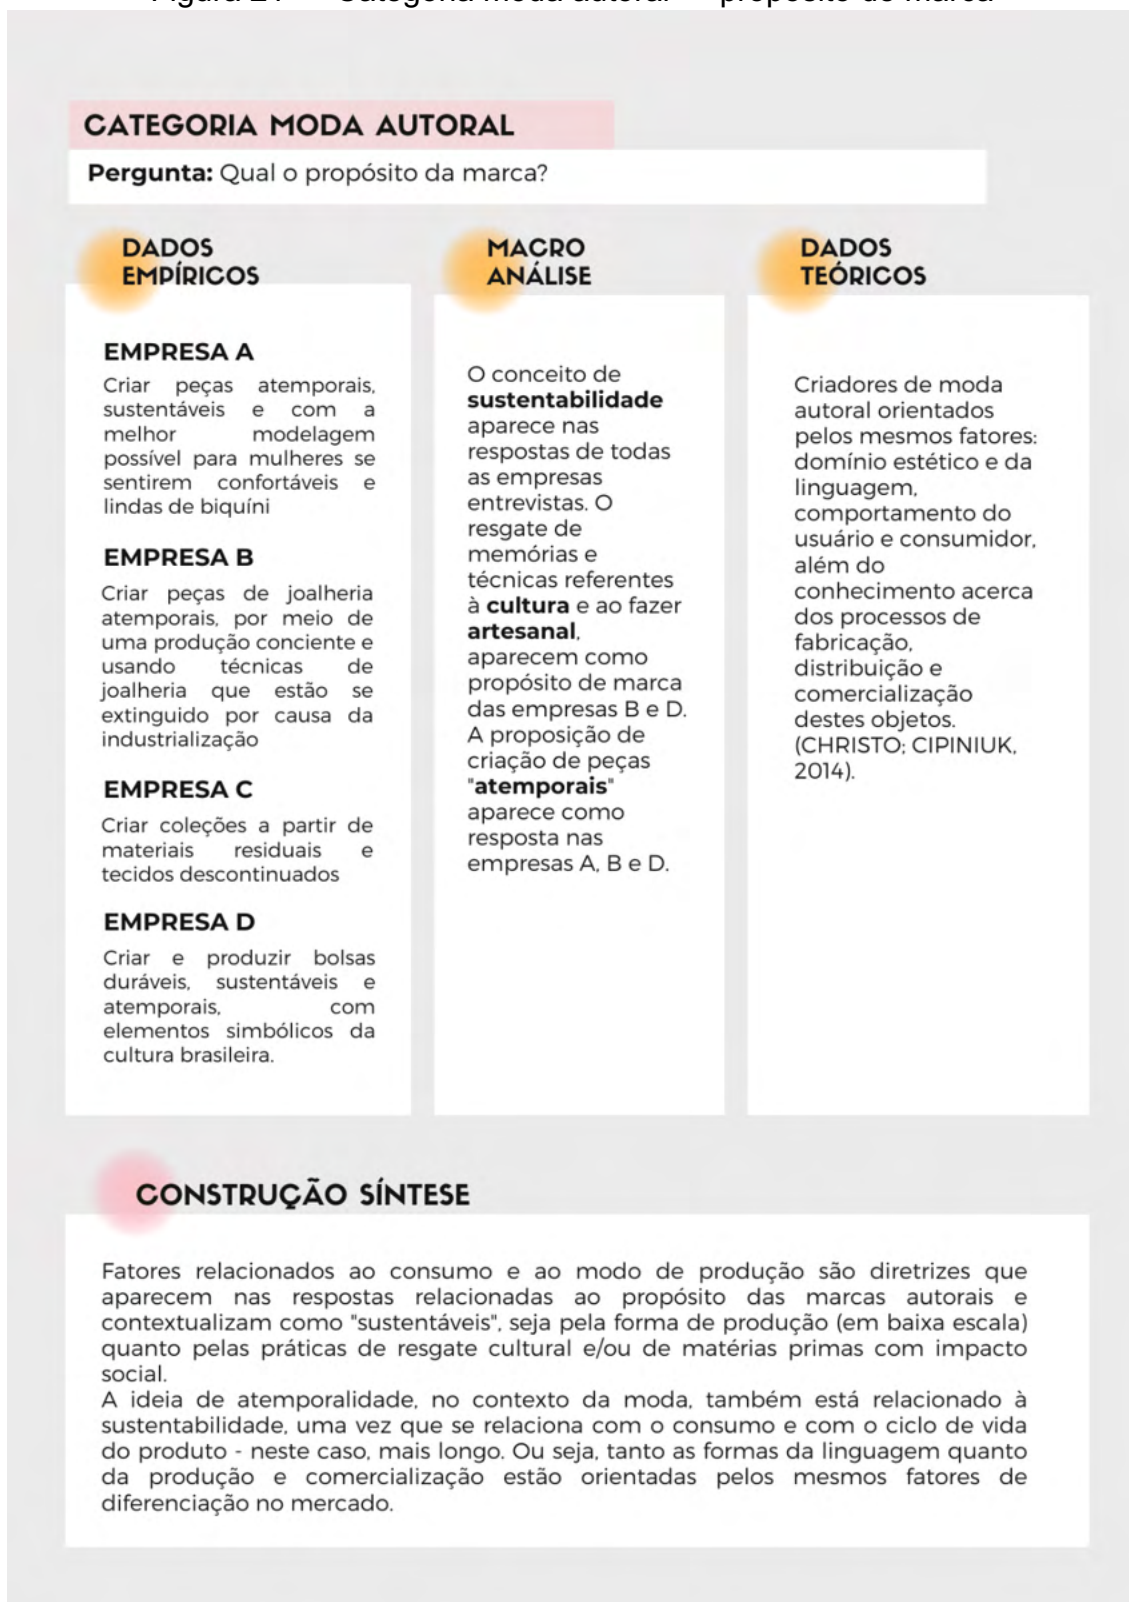 CATEGORIA MODA AUTORAL
Pergunta: Qual o propósito da marca?
DADOS
EMPÍRICOS
EMPRESA A
Criar peças atemporais,
sustentáveis e com a
melhor modelagem
possível para mulheres se
sentirem confortáveis e
lindas de biquíni
EMPRESA B
Criar peças de joalheria
atemporais, por meio de
uma produção conciente e
usando técnicas de
joalheria que estão se
extinguido por causa da
industrialização
EMPRESA C
Criar coleções a partir de
materiais residuais e
tecidos descontinuados
EMPRESA D
Criar e produzir bolsas
duráveis, sustentáveis e
atemporais, com
elementos simbólicos da
cultura brasileira.
MACRO
ANÁLISE
O conceito de
sustentabilidade
aparece nas
respostas de todas
as empresas
entrevistas. O
resgate de
memórias e
técnicas referentes
à cultura e ao fazer
artesanal,
aparecem como
propósito de marca
das empresas B e D.
A proposição de
criação de peças
"atemporais"
aparece como
resposta nas
empresas A, B e D.
DADOS
TEÓRICOS
Criadores de moda
autoral orientados
pelos mesmos fatores:
domínio estético e da
linguagem,
comportamento do
usuário e consumidor,
além do
conhecimento acerca
dos processos de
fabricação,
distribuição e
comercialização
destes objetos.
(CHRISTO; CIPINIUK,
2014).
CONSTRUÇÃO SÍNTESE
Fatores relacionados ao consumo e ao modo de produção são diretrizes que
aparecem nas respostas relacionadas ao propósito das marcas autorais e
contextualizam como "sustentáveis", seja pela forma de produção (em baixa escala)
quanto pelas práticas de resgate cultural e/ou de matérias primas com impacto
social.
A ideia de atemporalidade, no contexto da moda, também está relacionado à
sustentabilidade, uma vez que se relaciona com o consumo e com o ciclo de vida
do produto - neste caso, mais longo. Ou seja, tanto as formas da linguagem quanto
da produção e comercialização estão orientadas pelos mesmos fatores de
diferenciação no mercado.